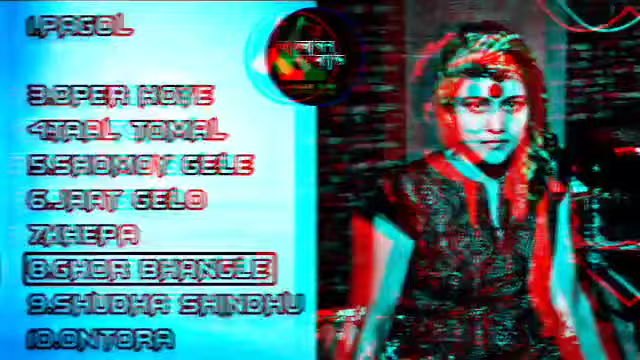 1.PAGOL
3.OPER HOYE
4.TAAL TOMAL
5.SHOMOY GELE
6.JAAT GELO
7.KHEPA
8.GHOR BHANGLE
9.SHUDHA SHINDHU
10.ONTORA